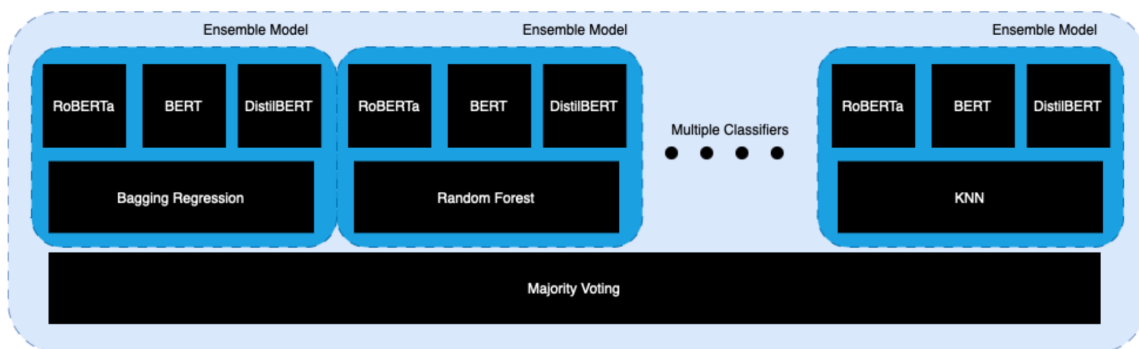 Ensemble Model
Ensemble Model
Ensemble Model
RoBERTa
BERT
DistilBERT
RoBERTa
BERT
DistilBERT
Multiple Classifiers
RoBERTa
BERT
DistilBERT
Bagging Regression
Random Forest
KNN
Majority Voting